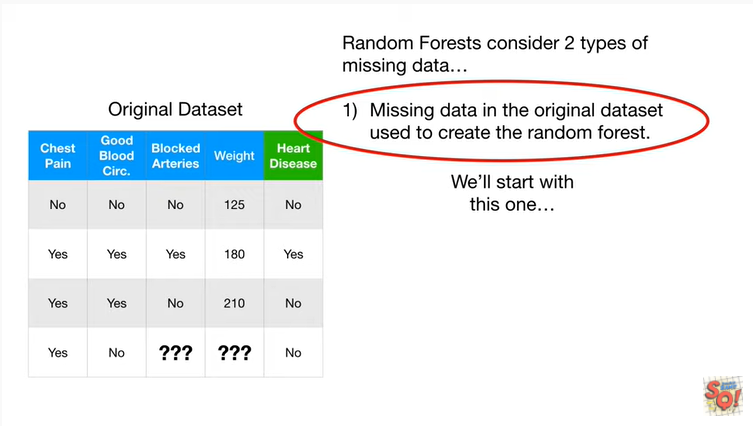 Random Forests consider 2 types of
missing data…
1) Missing data in the original dataset
used to create the random forest.
We’ll start with
this one…
Original Dataset
Chest
Pain
Good
Blood
Circ.
Blocked
Arteries
Weight
Heart
Disease
No No No 125 No
Yes Yes Yes 180 Yes
Yes Yes No 210 No
Yes No ??? ??? No
SQ!